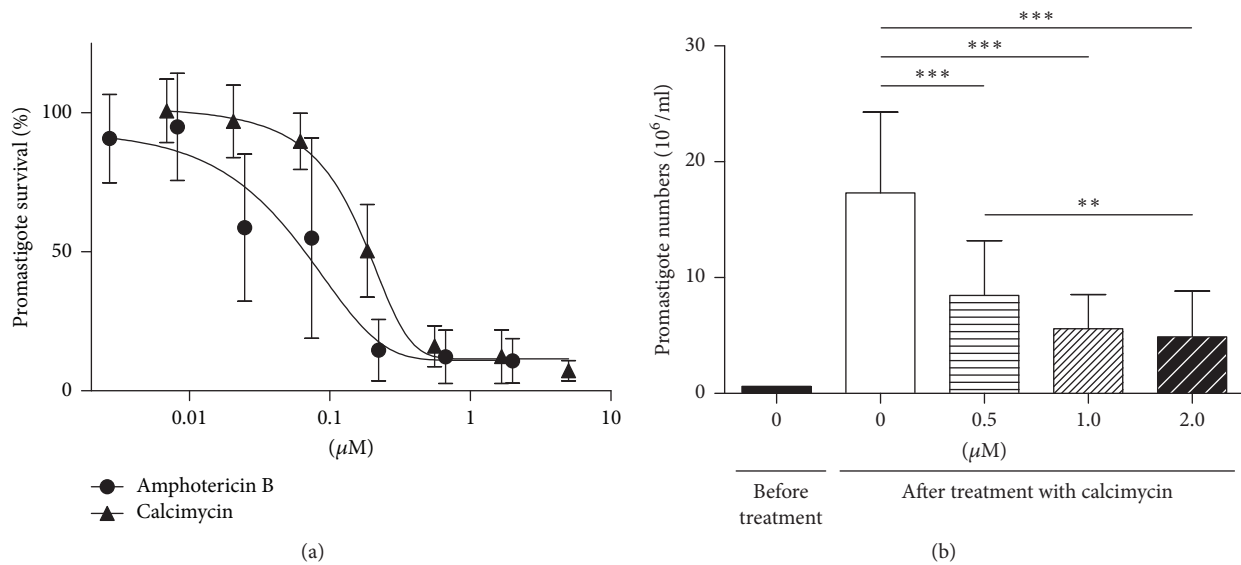 Promastigote survival (%)
100
50
0
0.01
0.1
1
10
(μM)
Amphotericin B
Calcimycin
(a)
Promastigote numbers (10⁶/ml)
30
20
10
0
***
***
***
**
0
0
0.5
1.0
2.0
(μM)
Before
treatment
After treatment with calcimycin
(b)